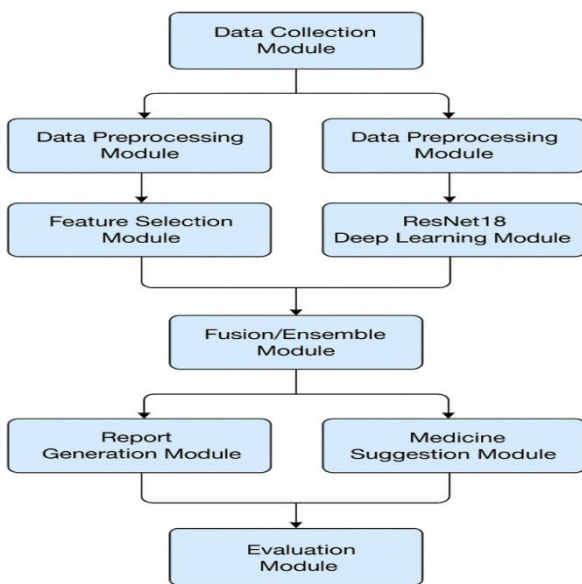 Data Collection
Module
Data Preprocessing
Module
Data Preprocessing
Module
Feature Selection
Module
ResNet18
Deep Learning Module
Fusion/Ensemble
Module
Report
Generation Module
Medicine
Suggestion Module
Evaluation
Module